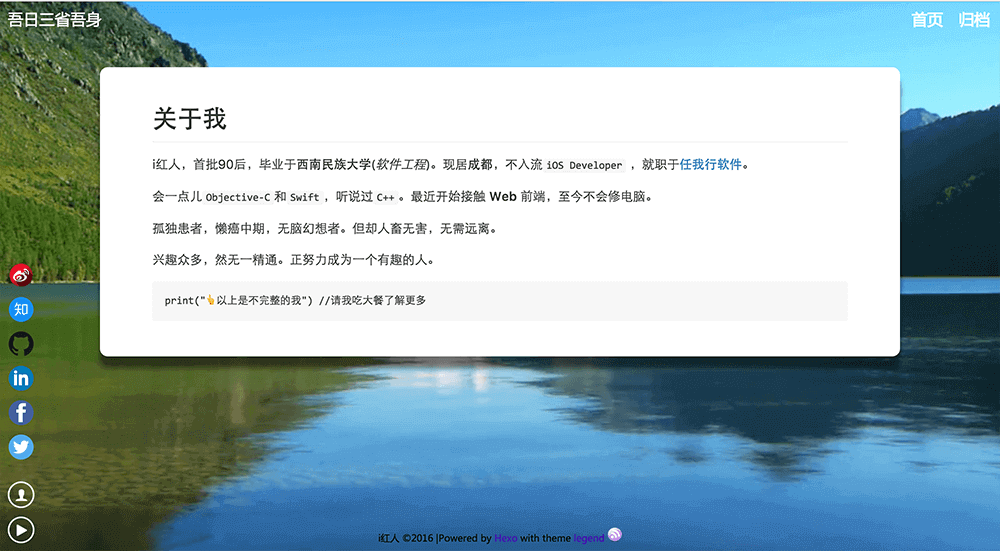 吾日三省吾身
首页 归档
关于我
i红人，首批90后，毕业于西南民族大学(软件工程)。现居成都，不入流 iOS Developer ，就职于任我行软件。
会一点儿 Objective-C 和 Swift ，听说过 C++ 。最近开始接触 Web 前端，至今不会修电脑。
孤独患者，懒癌中期，无脑幻想者。但却人畜无害，无需远离。
兴趣众多，然无一精通。正努力成为一个有趣的人。
print("👆以上是不完整的我") //请我吃大餐了解更多
知
in
f
i红人 ©2016 |Powered by Hexo with theme legend